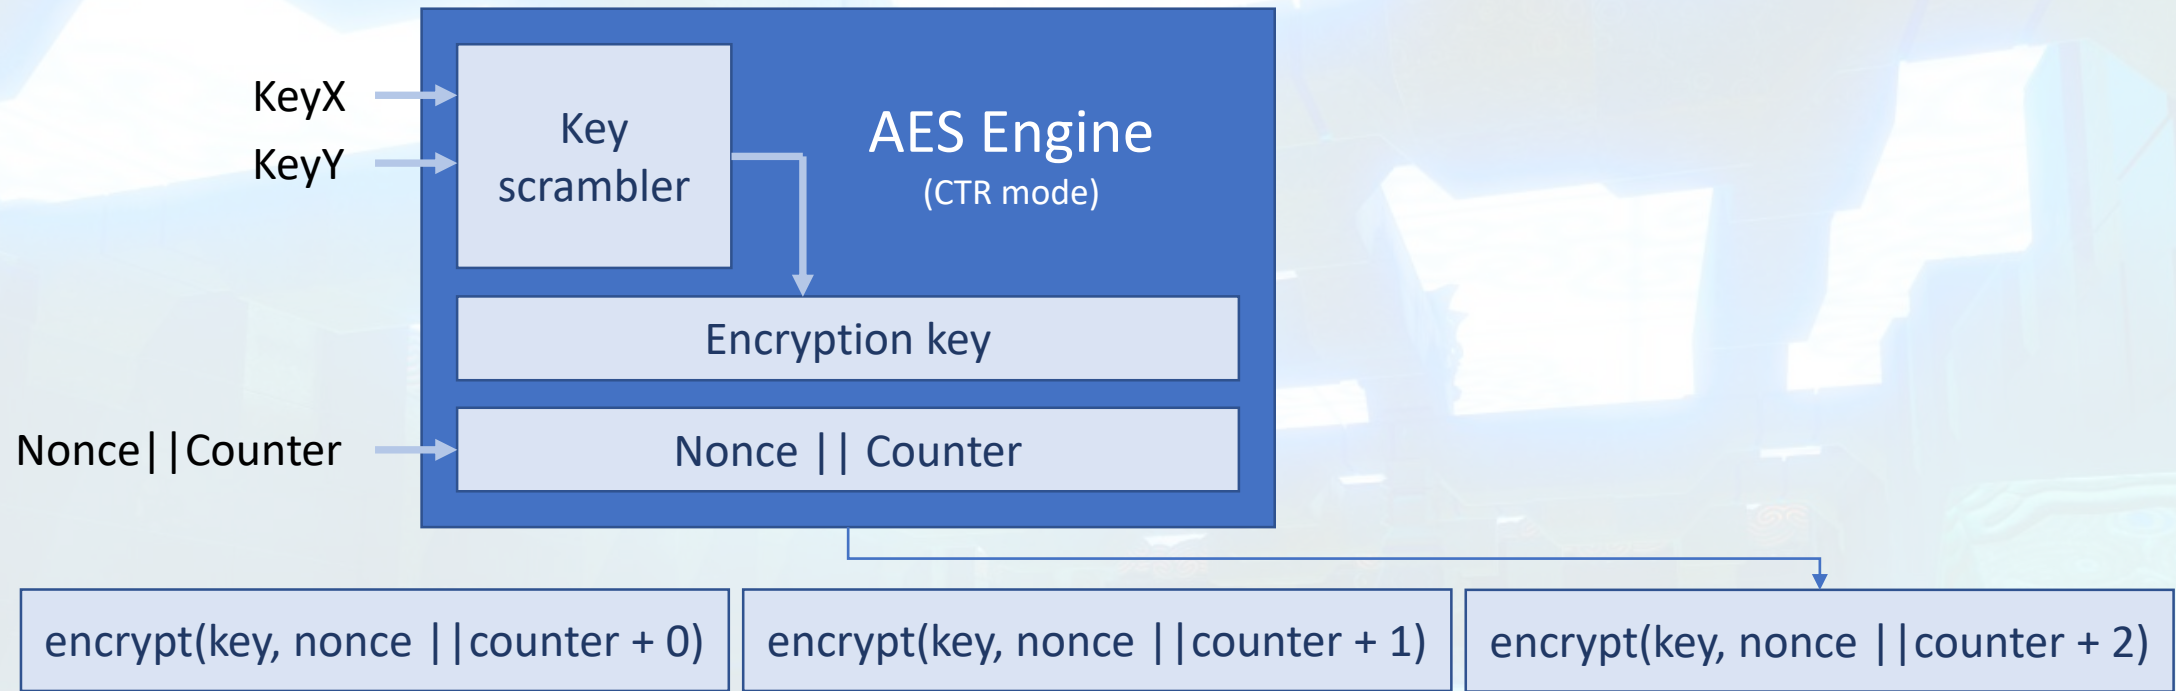 KeyX
KeyY
Key
scrambler
AES Engine
(CTR mode)
Encryption key
Nonce||Counter
Nonce || Counter
encrypt(key, nonce ||counter + 0)
encrypt(key, nonce ||counter + 1)
encrypt(key, nonce ||counter + 2)